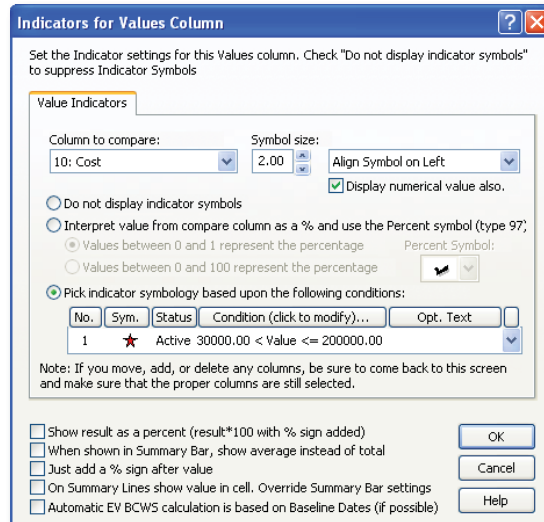 Indicators for Values Column
Set the Indicator settings for this Values column. Check "Do not display indicator symbols"
to suppress Indicator Symbols
Value Indicators
Column to compare: Symbol size:
10: Cost 2.00 Align Symbol on Left
Display numerical value also.
Do not display indicator symbols
Interpret value from compare column as a % and use the Percent symbol (type 97)
Values between 0 and 1 represent the percentage Percent Symbol:
Values between 0 and 100 represent the percentage
Pick indicator symbology based upon the following conditions:
No. Sym. Status Condition (click to modify)... Opt. Text
1 Active 30000.00 < Value <= 200000.00
Note: If you move, add, or delete any columns, be sure to come back to this screen
and make sure that the proper columns are still selected.
Show result as a percent (result*100 with % sign added) OK
When shown in Summary Bar, show average instead of total
Just add a % sign after value Cancel
On Summary Lines show value in cell. Override Summary Bar settings
Automatic EV BCWS calculation is based on Baseline Dates (if possible) Help